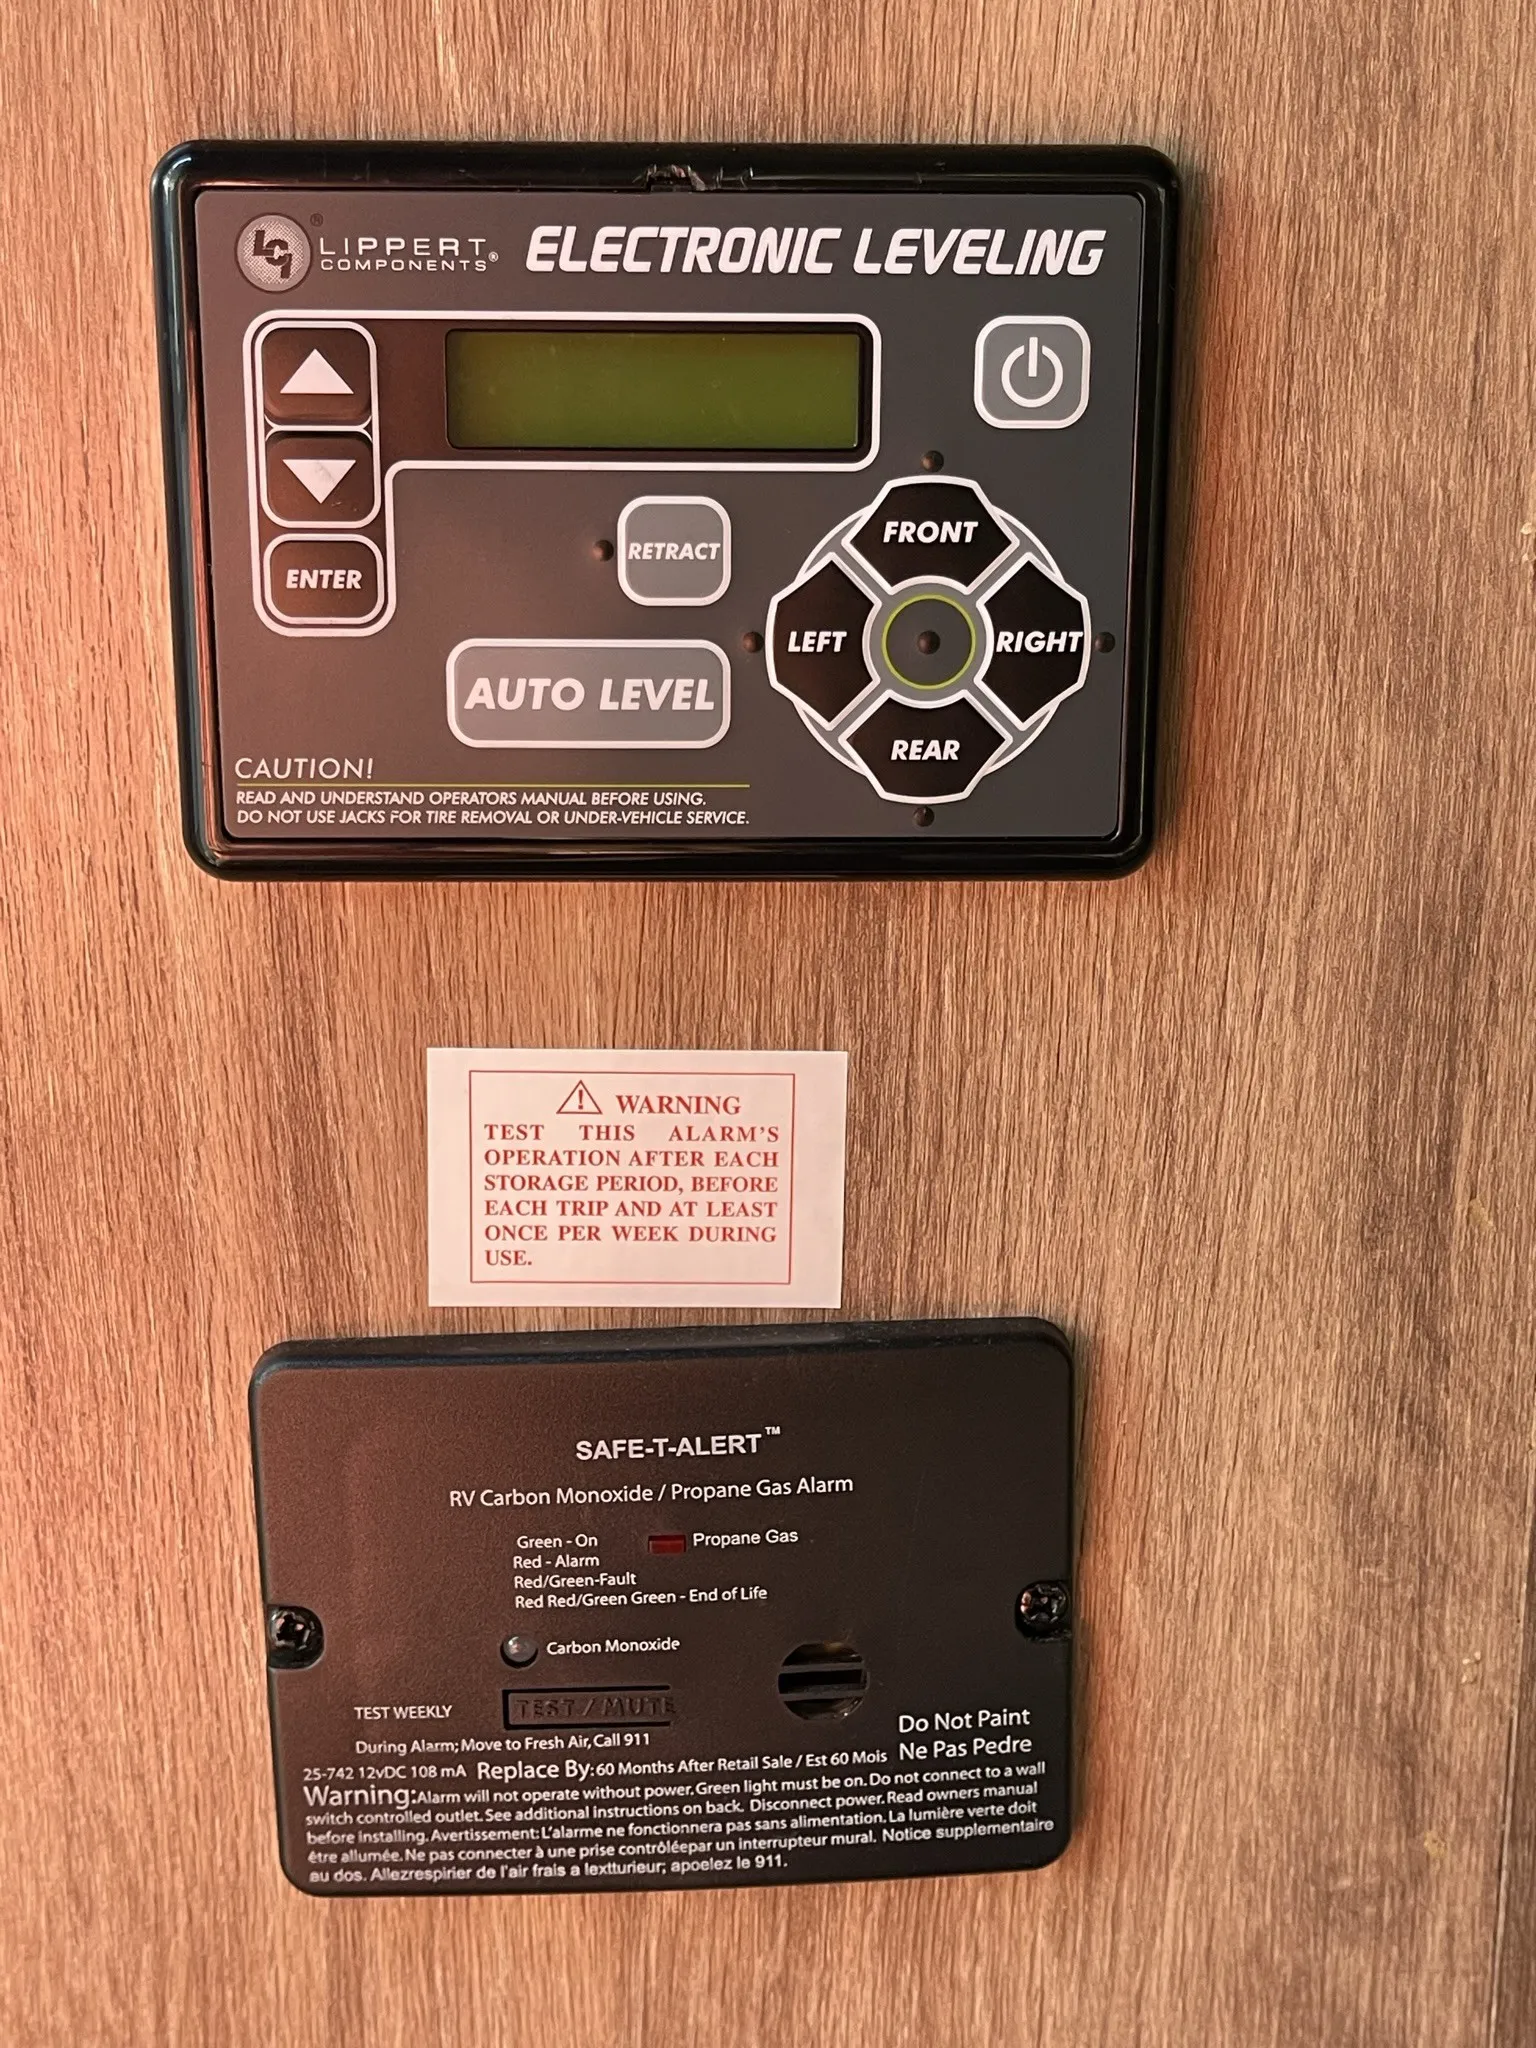 LCI ® LIPPERT COMPONENTS® ELECTRONIC LEVELING
ENTER
RETRACT
AUTO LEVEL
FRONT
LEFT
RIGHT
REAR
CAUTION!
READ AND UNDERSTAND OPERATORS MANUAL BEFORE USING.
DO NOT USE JACKS FOR TIRE REMOVAL OR UNDER-VEHICLE SERVICE.
WARNING
TEST THIS ALARM'S
OPERATION AFTER EACH
STORAGE PERIOD, BEFORE
EACH TRIP AND AT LEAST
ONCE PER WEEK DURING
USE.
SAFE-T-ALERT™
RV Carbon Monoxide / Propane Gas Alarm
Green - On
Propane Gas
Red - Alarm
Red/Green-Fault
Red Red/Green Green - End of Life
Carbon Monoxide
TEST WEEKLY
TEST / MUTE
During Alarm; Move to Fresh Air, Call 911
Do Not Paint
Ne Pas Pedre
25-742 12vDC 108 mA Replace By: 60 Months After Retail Sale / Est 60 Mois
Warning: Alarm will not operate without power. Green light must be on. Do not connect to a wall
switch controlled outlet. See additional instructions on back. Disconnect power. Read owners manual
before installing. Avertissement: L'alarme ne fonctionnera pas sans alimentation. La lumière verte doit
être allumée. Ne pas connecter à une prise contrôléepar un interrupteur mural. Notice supplementaire
au dos. Allezrespirier de l'air frais a lextturieur; apoelez le 911.